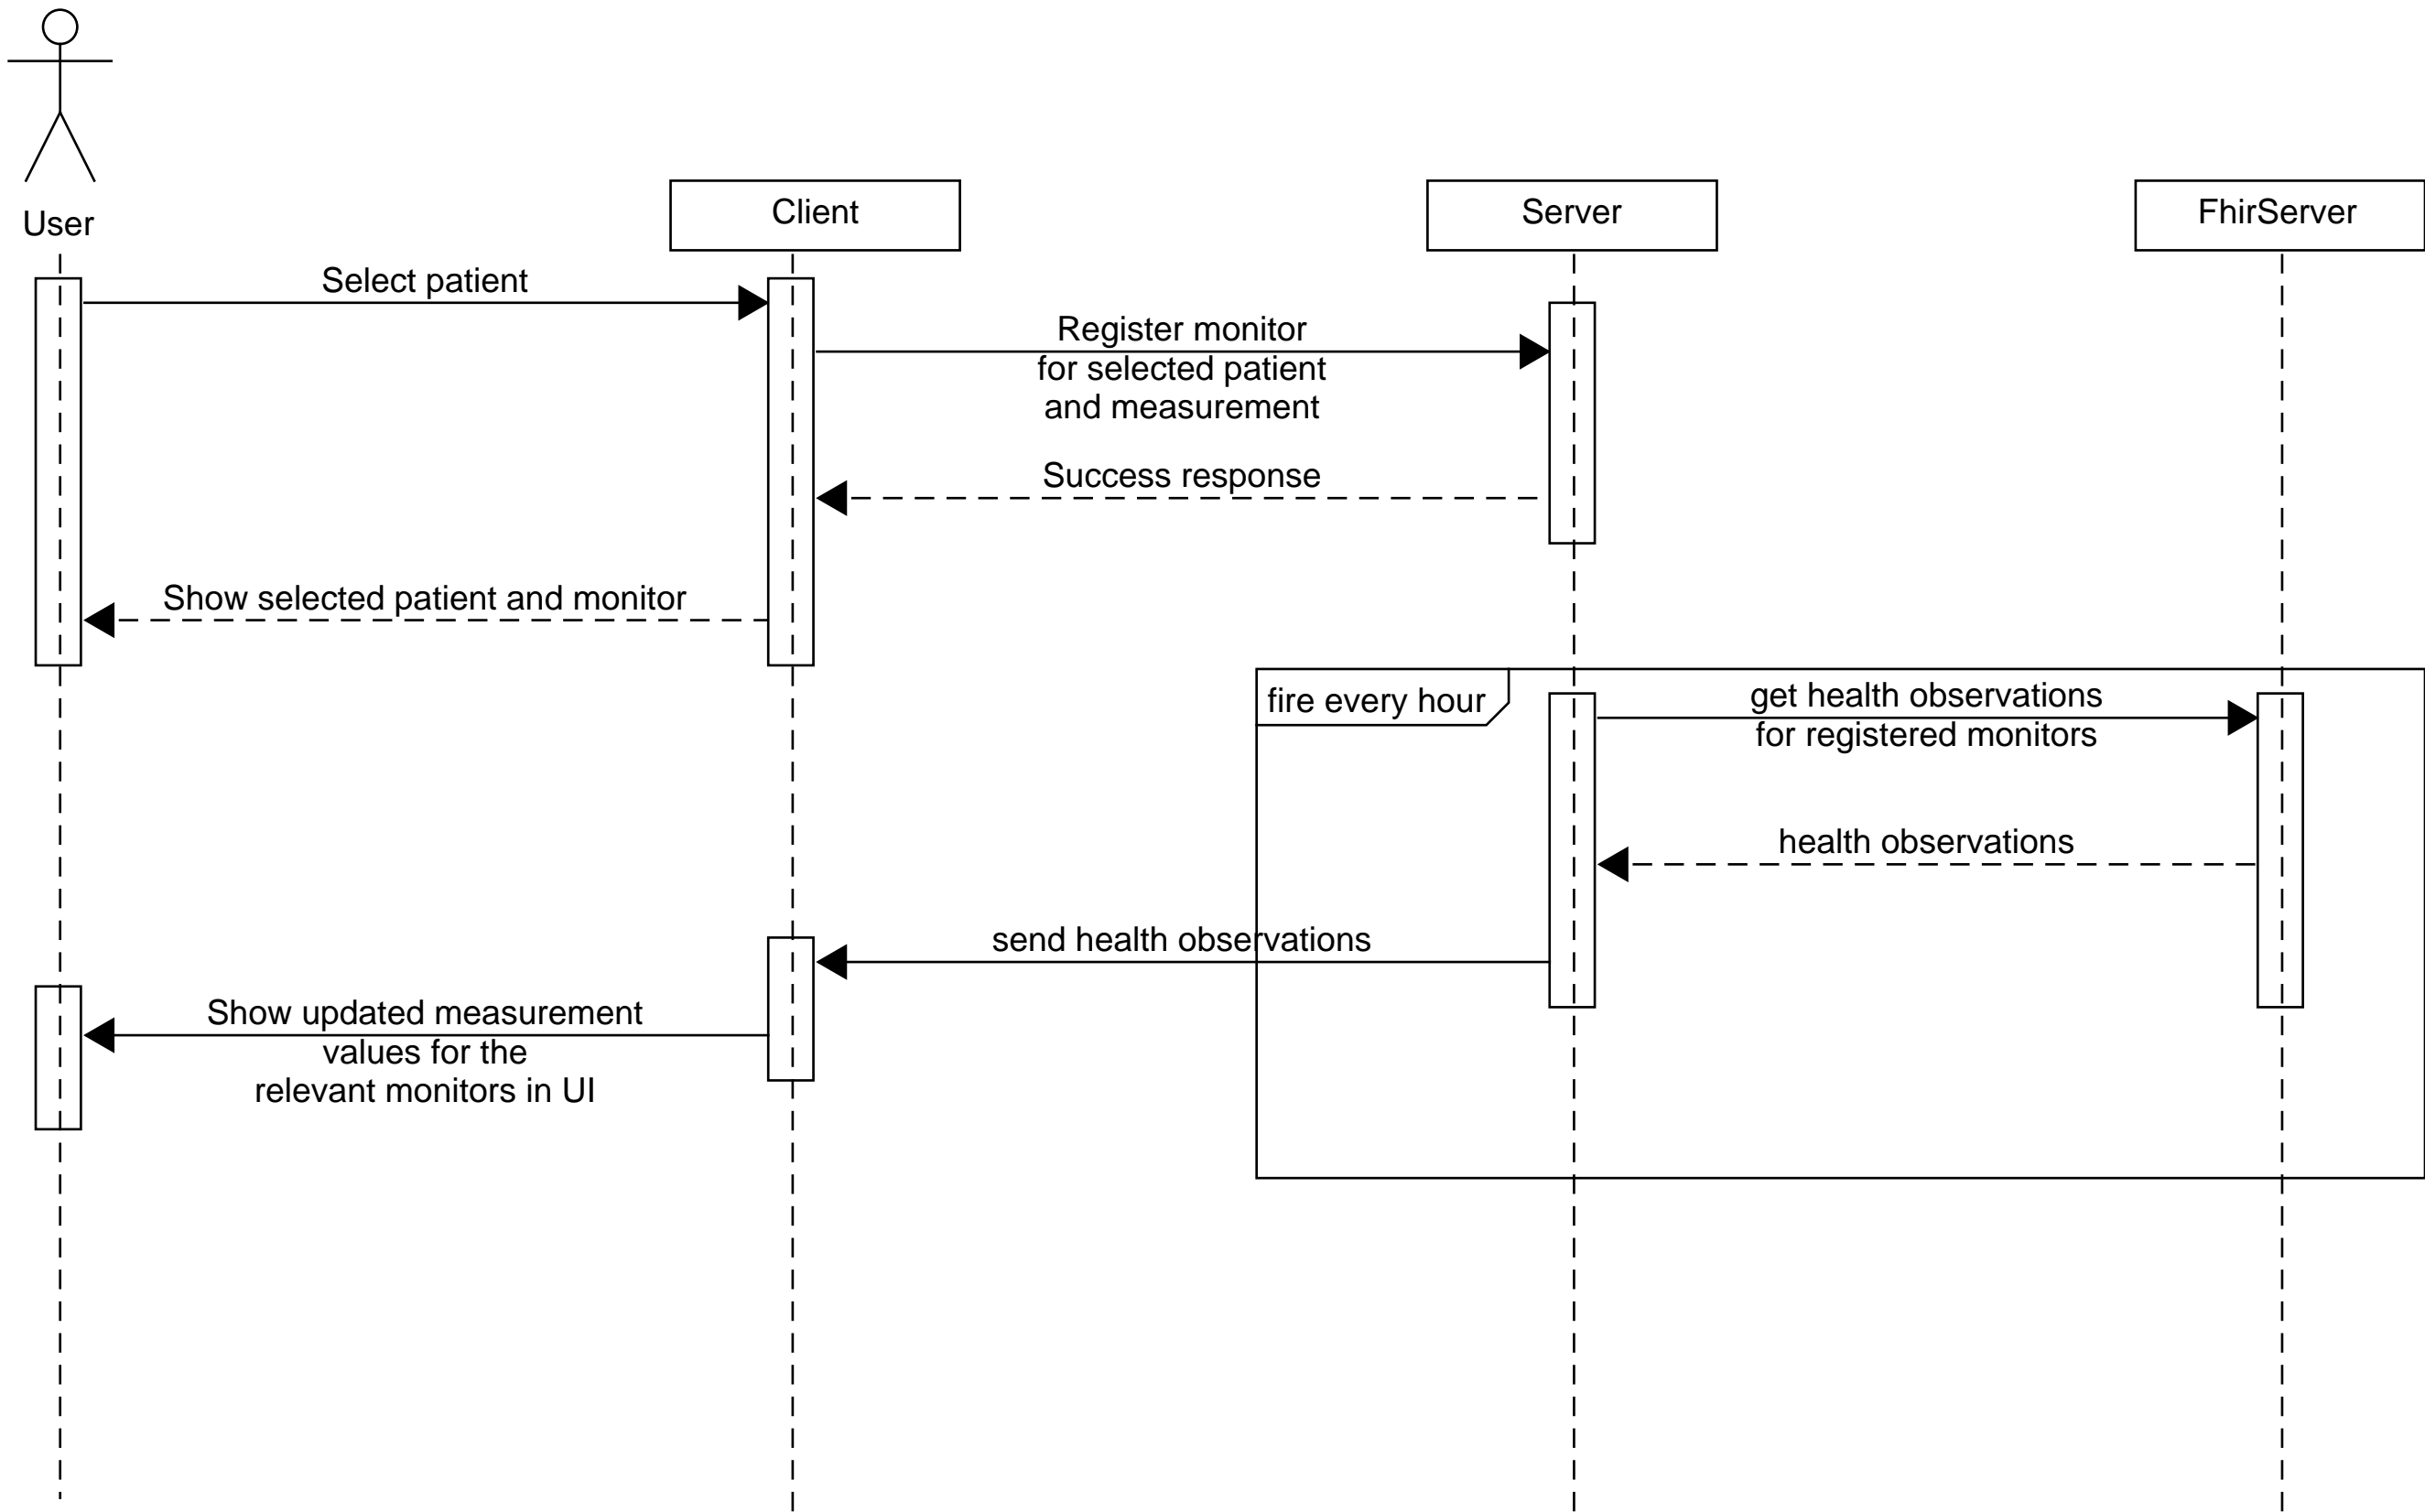 User
Client
Server
FhirServer
Select patient
Register monitor
for selected patient
and measurement
Success response
Show selected patient and monitor
fire every hour
get health observations
for registered monitors
health observations
send health observations
Show updated measurement
values for the
relevant monitors in UI